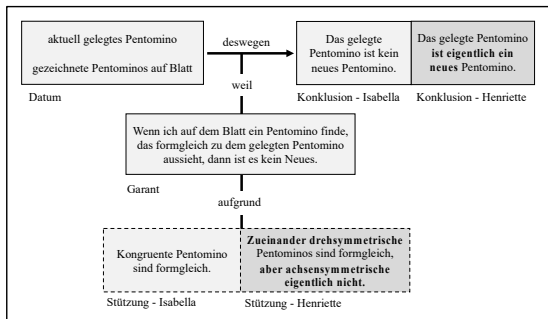 aktuell gelegtes Pentomino
gezeichnete Pentominos auf Blatt
Datum
deswegen
Das gelegte
Pentomino ist kein
neues Pentomino.
Konklusion - Isabella
Das gelegte Pentomino
ist eigentlich ein
neues Pentomino.
Konklusion - Henriette
weil
Wenn ich auf dem Blatt ein Pentomino finde,
das formgleich zu dem gelegten Pentomino
aussieht, dann ist es kein Neues.
Garant
aufgrund
Kongruente Pentomino
sind formgleich.
Stützung - Isabella
Zueinander drehsymmetrische
Pentominos sind formgleich,
aber achsensymmetrische
eigentlich nicht.
Stützung - Henriette